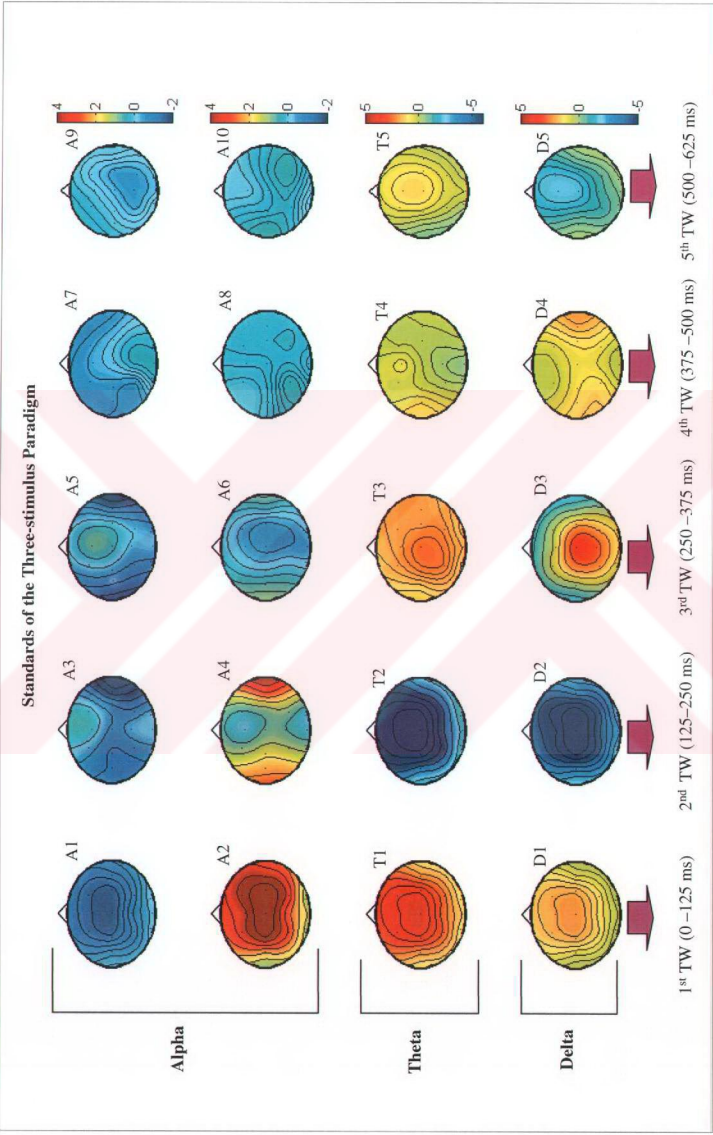 Standards of the Three-stimulus Paradigm
Alpha
A1 A3 A5 A7 A9
4
2
0
-2
A2 A4 A6 A8 A10
4
2
0
-2
Theta
T1 T2 T3 T4 T5
5
0
-5
Delta
D1 D2 D3 D4 D5
5
0
-5
1st TW (0 –125 ms) 2nd TW (125–250 ms) 3rd TW (250 –375 ms) 4th TW (375 –500 ms) 5th TW (500 –625 ms)